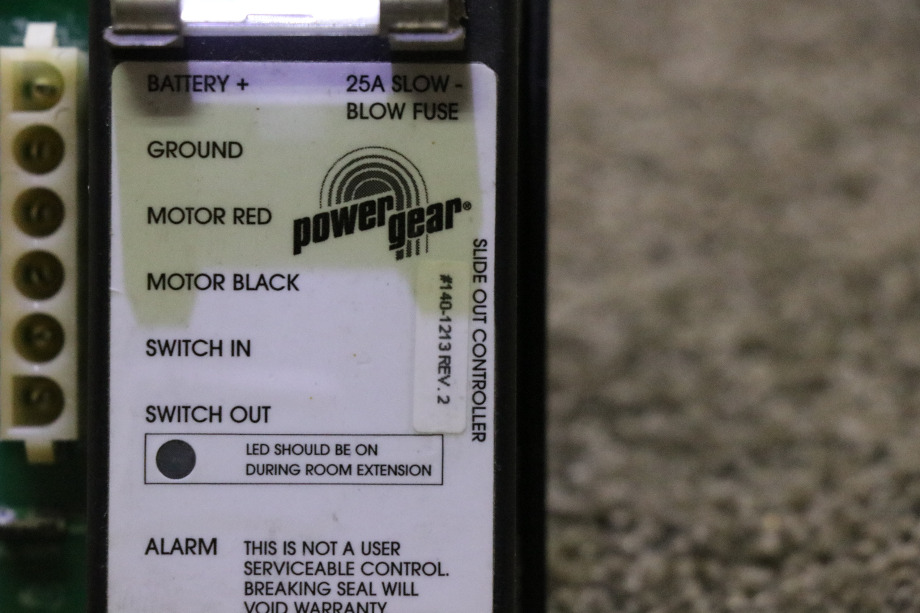 BATTERY +
25A SLOW -
BLOW FUSE
GROUND
MOTOR RED
power gear®
MOTOR BLACK
SLIDE OUT CONTROLLER
#140-1213 REV. 2
SWITCH IN
SWITCH OUT
LED SHOULD BE ON
DURING ROOM EXTENSION
ALARM
THIS IS NOT A USER
SERVICEABLE CONTROL.
BREAKING SEAL WILL
VOID WARRANTY